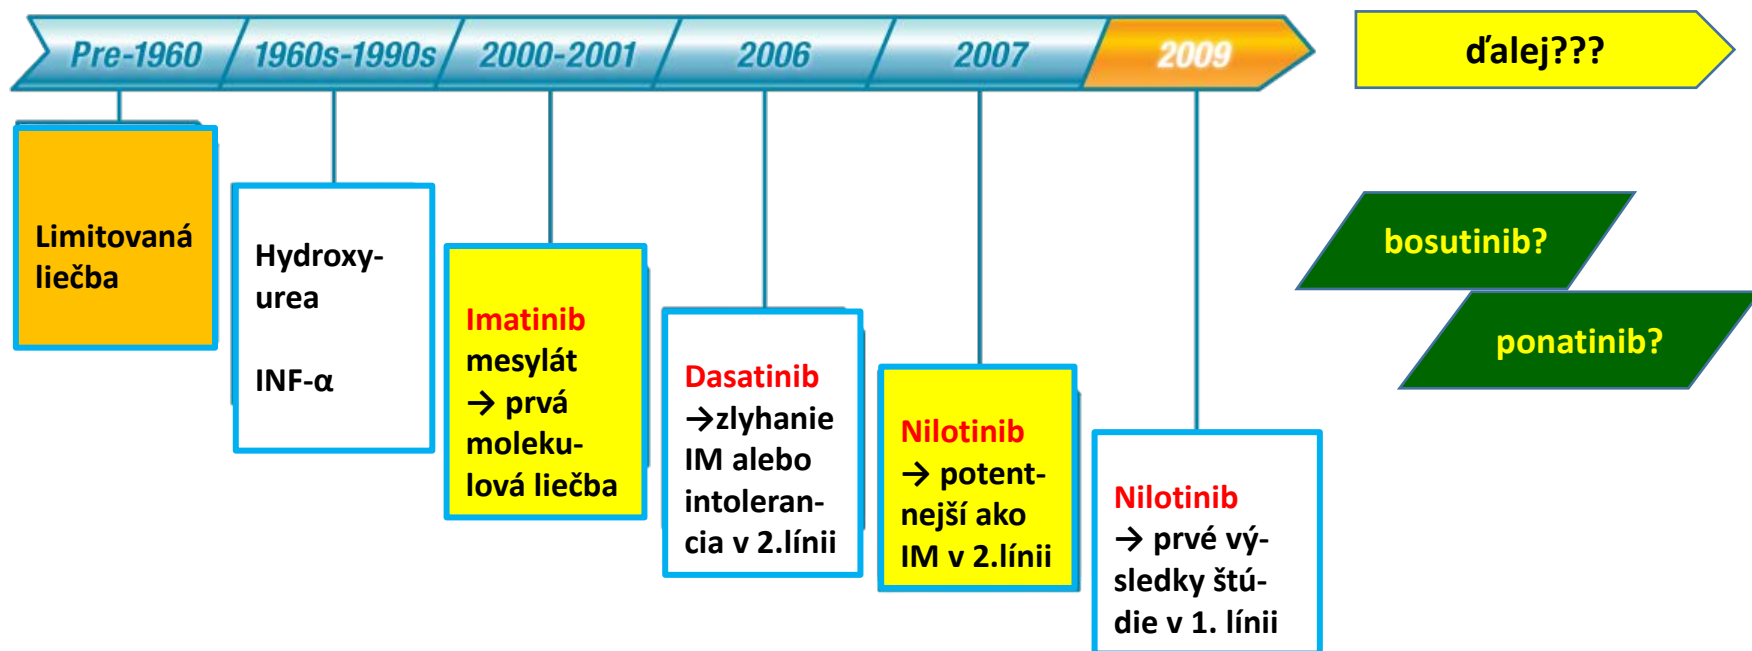 Pre-1960
1960s-1990s
2000-2001
2006
2007
2009
ďalej???
Limitovaná
liečba
Hydroxy-
urea
INF-α
Imatinib
mesylát
→ prvá
moleku-
lová liečba
Dasatinib
→zlyhanie
IM alebo
intoleran-
cia v 2.línii
Nilotinib
→ potent-
nejší ako
IM v 2.línii
Nilotinib
→ prvé vý-
sledky štú-
die v 1. línii
bosutinib?
ponatinib?